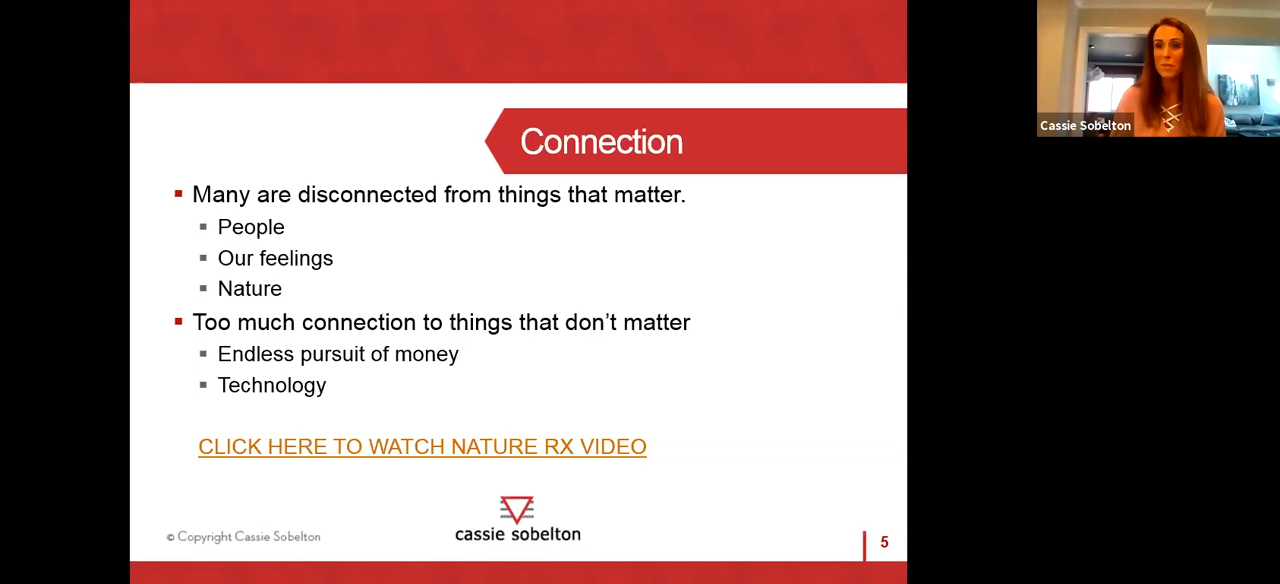 Connection
Many are disconnected from things that matter.
People
Our feelings
Nature
Too much connection to things that don’t matter
Endless pursuit of money
Technology
CLICK HERE TO WATCH NATURE RX VIDEO
cassie sobelton
© Copyright Cassie Sobelton
5
Cassie Sobelton